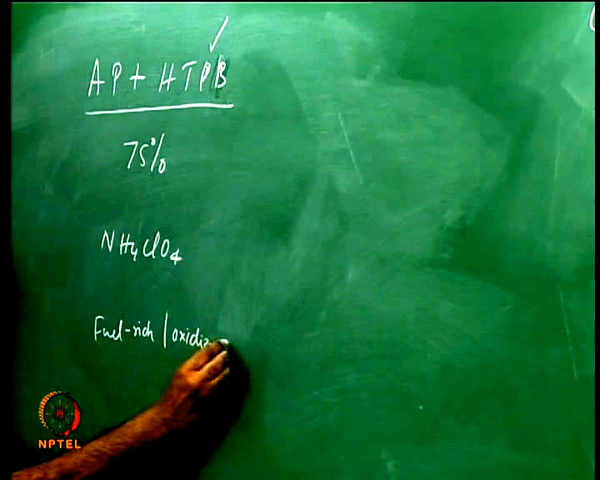 AP + HTPB
75%
NH4ClO4
Fuel-rich | oxidi
NPTEL